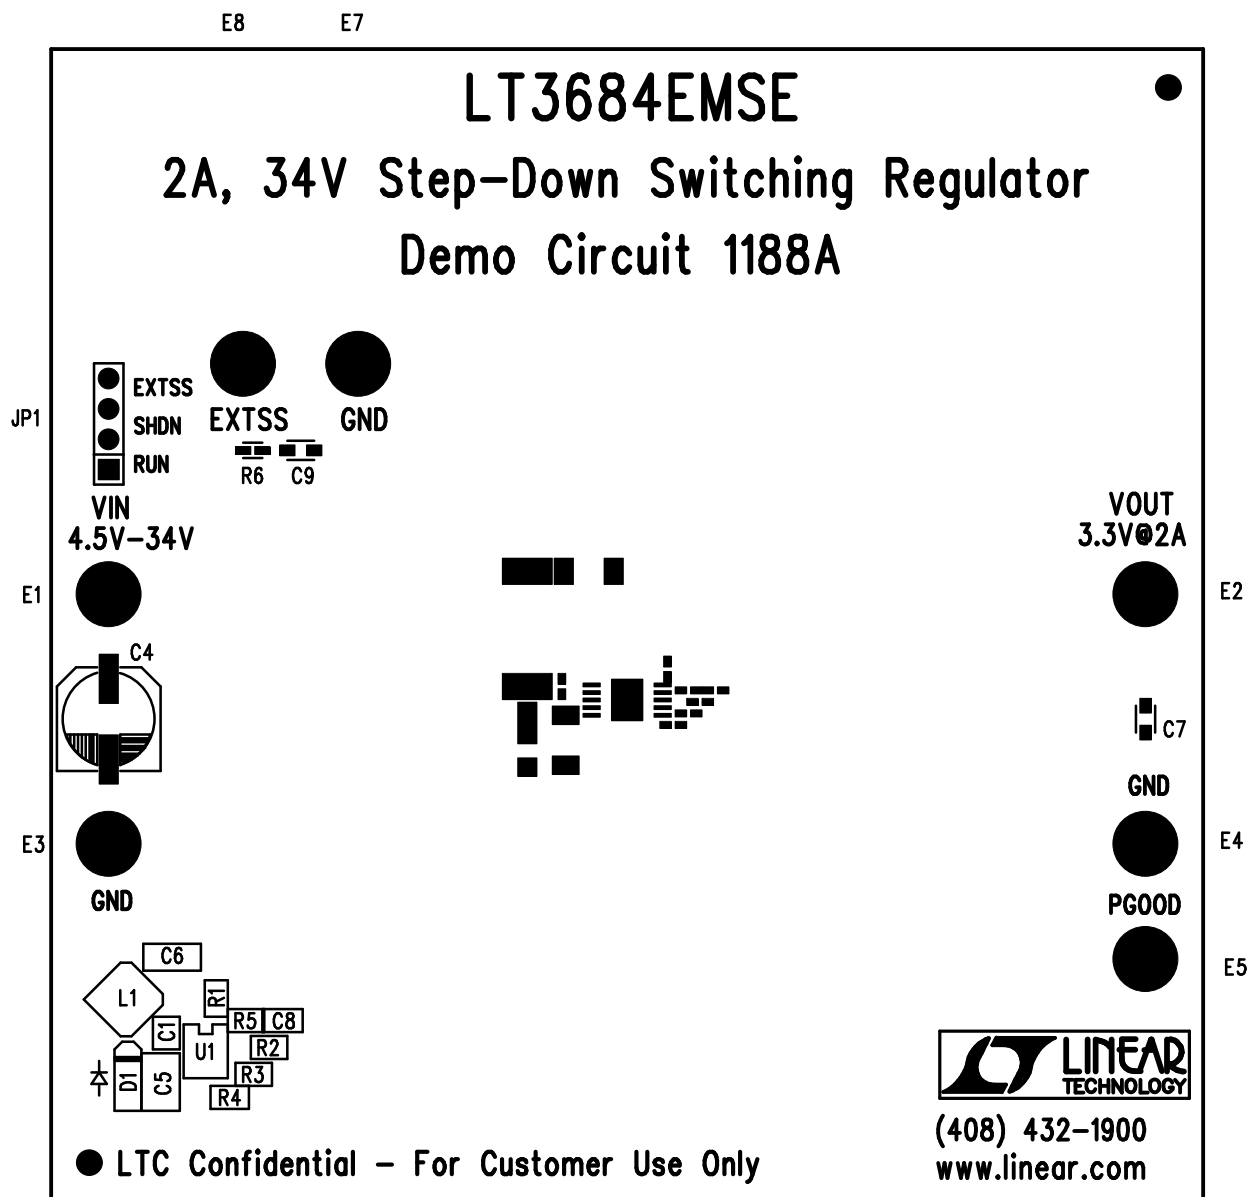 E8 E7
LT3684EMSE
2A, 34V Step-Down Switching Regulator
Demo Circuit 1188A
JP1
EXTSS
SHDN
RUN
EXTSS GND
R6 C9
VIN
4.5V-34V
VOUT
3.3V@2A
E1
E2
C4
C7
GND
E3
E4
GND
PGOOD
E5
C6
L1
R1
C1
R5 C8
U1
R2
D1
C5
R3
R4
LINEAR
TECHNOLOGY
(408) 432-1900
www.linear.com
LTC Confidential - For Customer Use Only